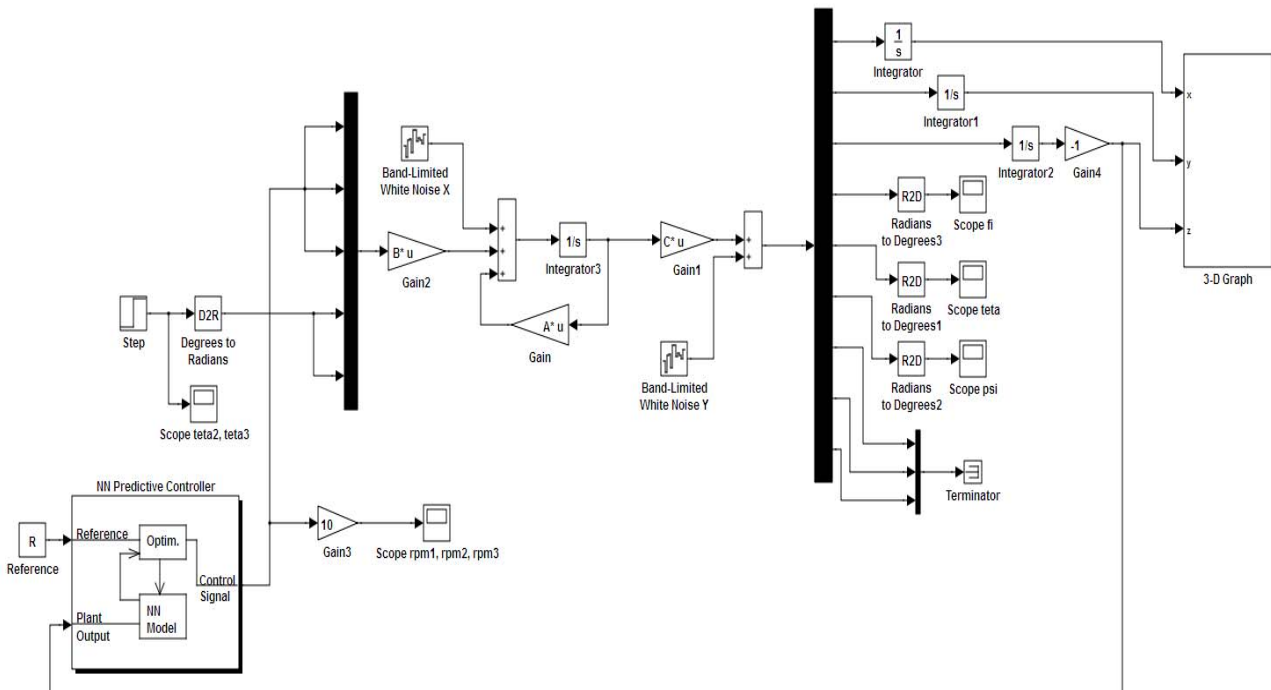 1
s
Integrator
1/s
Integrator1
1/s
Integrator2
-1
Gain4
x
y
z
3-D Graph
Band-Limited
White Noise X
B* u
Gain2
+
+
+
1/s
Integrator3
A* u
Gain
C* u
Gain1
+
+
Band-Limited
White Noise Y
R2D
Radians
to Degrees3
Scope fi
R2D
Radians
to Degrees1
Scope teta
R2D
Radians
to Degrees2
Scope psi
Terminator
Step
D2R
Degrees to
Radians
Scope teta2, teta3
NN Predictive Controller
R
Reference
Reference
Optim.
Control
Signal
Plant
Output
NN
Model
10
Gain3
Scope rpm1, rpm2, rpm3